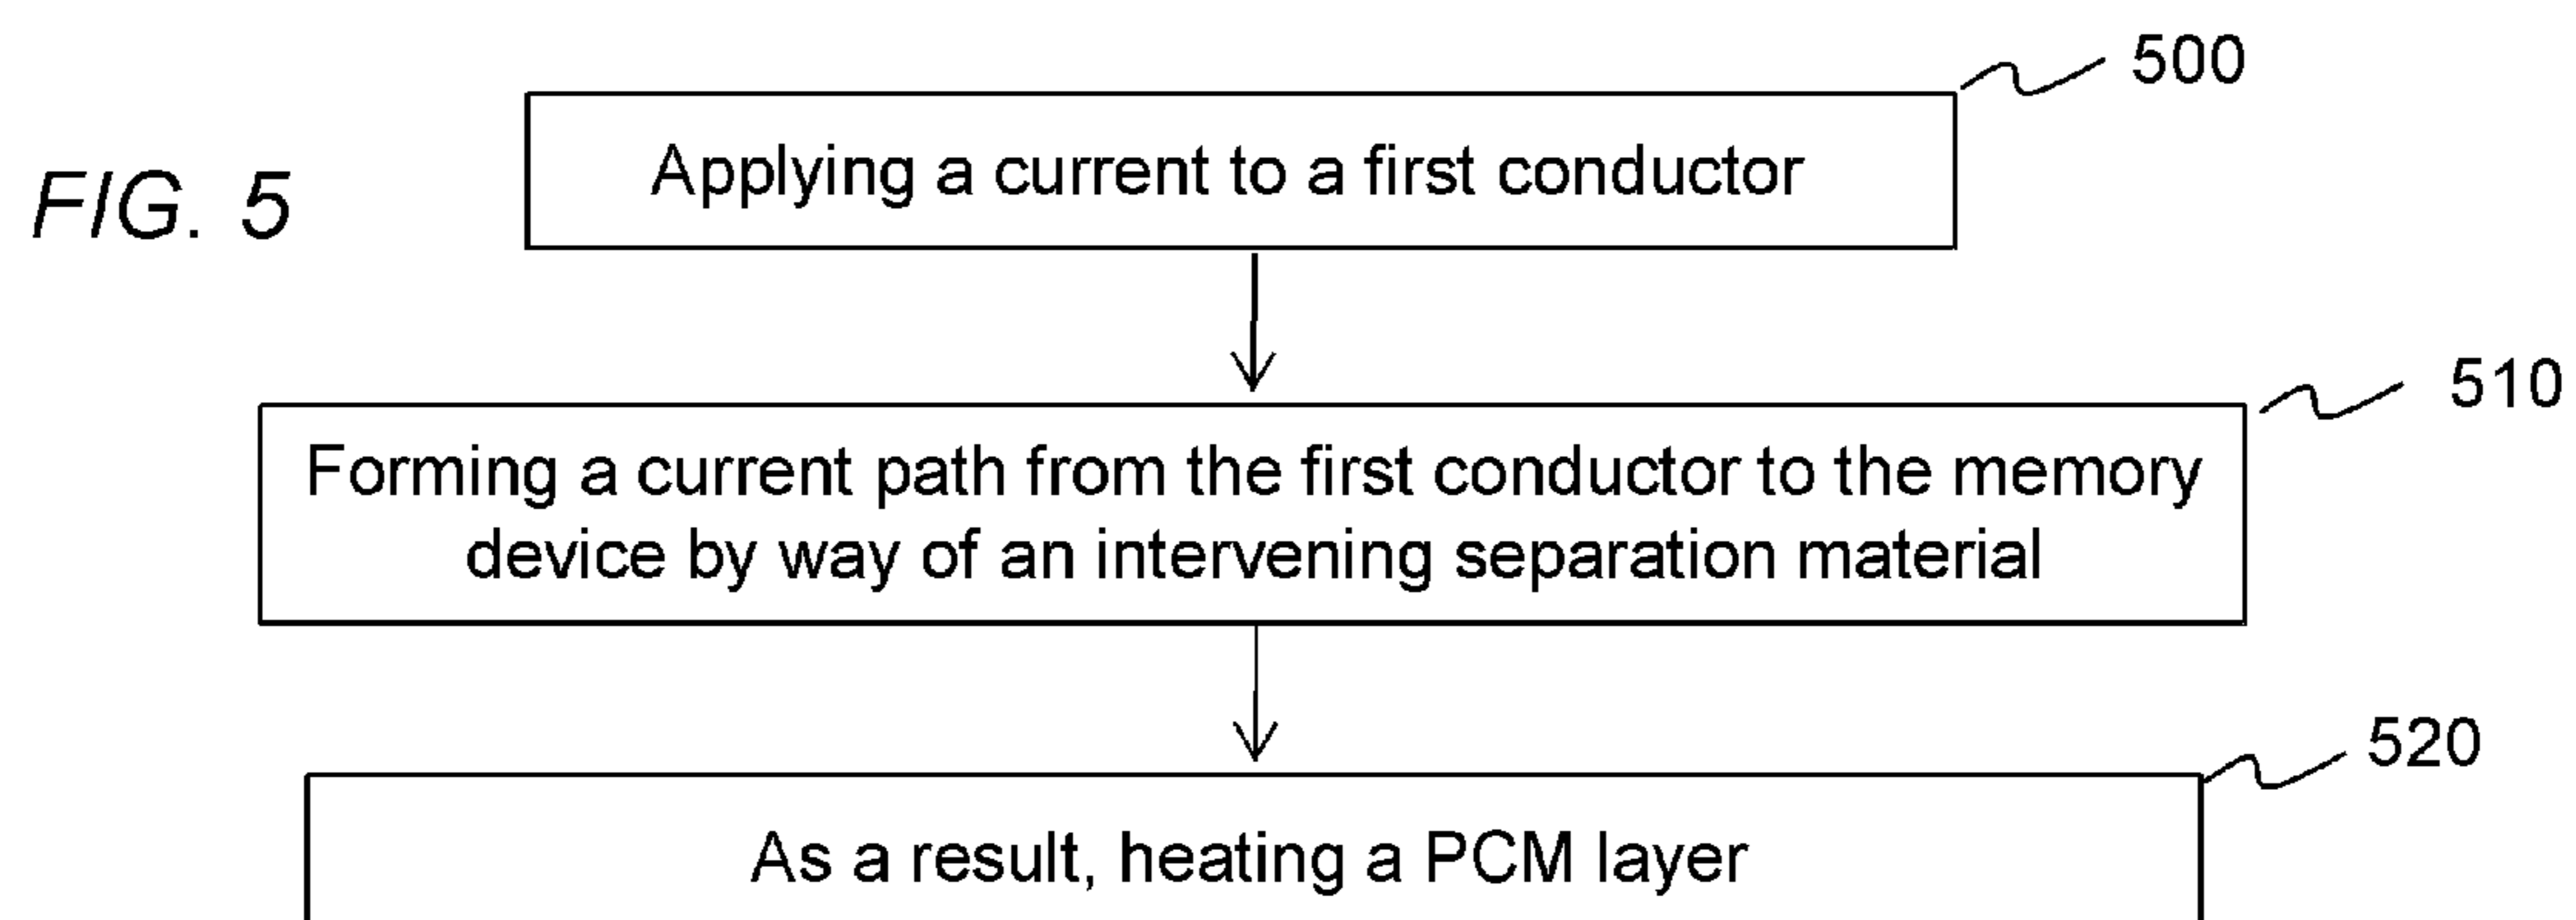 500
FIG. 5
Applying a current to a first conductor
510
Forming a current path from the first conductor to the memory
device by way of an intervening separation material
520
As a result, heating a PCM layer